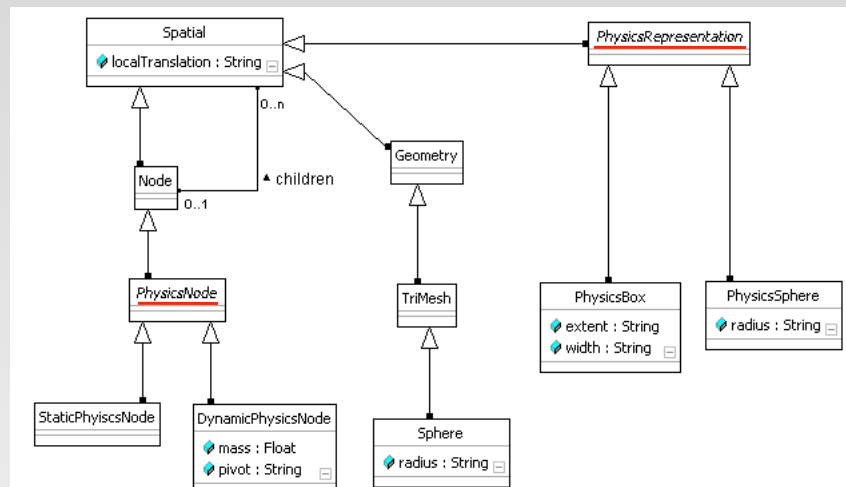 Spatial
localTranslation : String
PhysicsRepresentation
0..n
Geometry
Node
children
0..1
PhysicsNode
TriMesh
PhysicsBox
extent : String
width : String
PhysicsSphere
radius : String
StaticPhyiscsNode
DynamicPhysicsNode
mass : Float
pivot : String
Sphere
radius : String